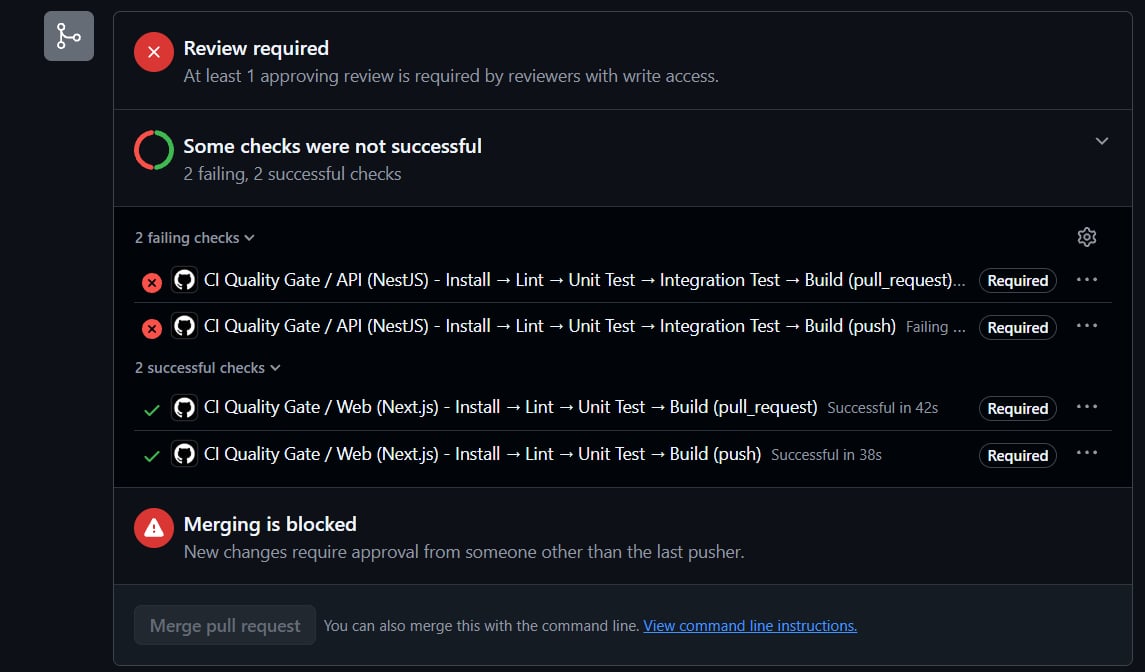 Review required
At least 1 approving review is required by reviewers with write access.
Some checks were not successful
2 failing, 2 successful checks
2 failing checks
CI Quality Gate / API (NestJS) - Install → Lint → Unit Test → Integration Test → Build (pull_request)... Required
CI Quality Gate / API (NestJS) - Install → Lint → Unit Test → Integration Test → Build (push) Failing ... Required
2 successful checks
CI Quality Gate / Web (Next.js) - Install → Lint → Unit Test → Build (pull_request) Successful in 42s Required
CI Quality Gate / Web (Next.js) - Install → Lint → Unit Test → Build (push) Successful in 38s Required
Merging is blocked
New changes require approval from someone other than the last pusher.
Merge pull request You can also merge this with the command line. View command line instructions.